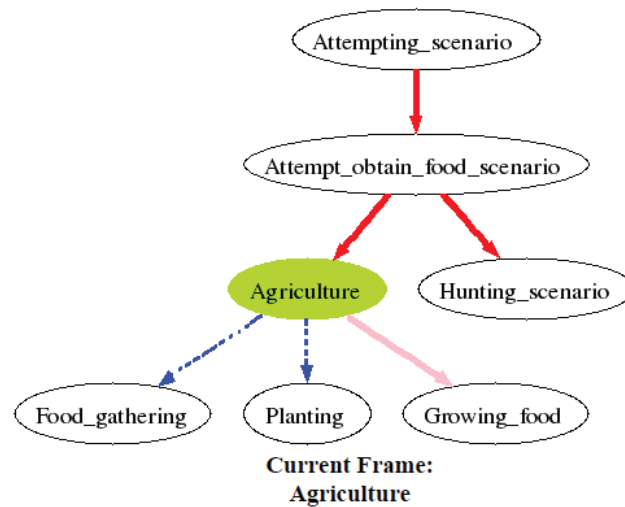 Attempting_scenario
Attempt_obtain_food_scenario
Agriculture
Hunting_scenario
Food_gathering
Planting
Growing_food
Current Frame:
Agriculture